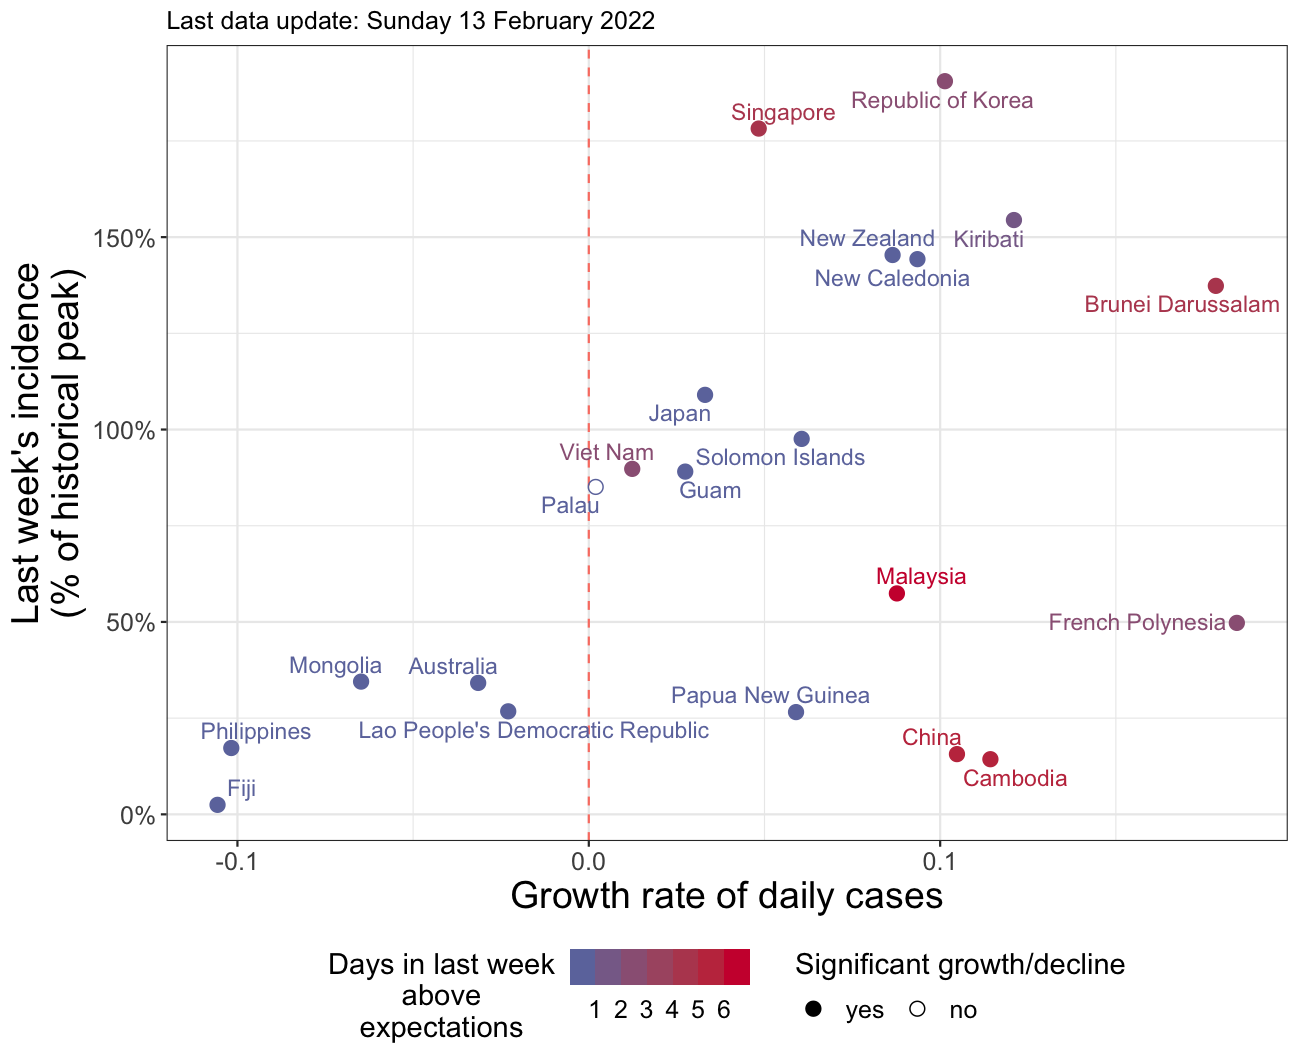 Last data update: Sunday 13 February 2022
Republic of Korea
Singapore
Kiribati
150%
New Zealand
New Caledonia
Brunei Darussalam
Japan
100%
Viet Nam
Solomon Islands
Guam
Palau
Malaysia
50%
French Polynesia
Mongolia
Australia
Papua New Guinea
Philippines
Lao People's Democratic Republic
China
Cambodia
Fiji
0%
Last week's incidence
(% of historical peak)
-0.1
0.0
0.1
Growth rate of daily cases
Days in last week
above
expectations
1 2 3 4 5 6
Significant growth/decline
yes
no